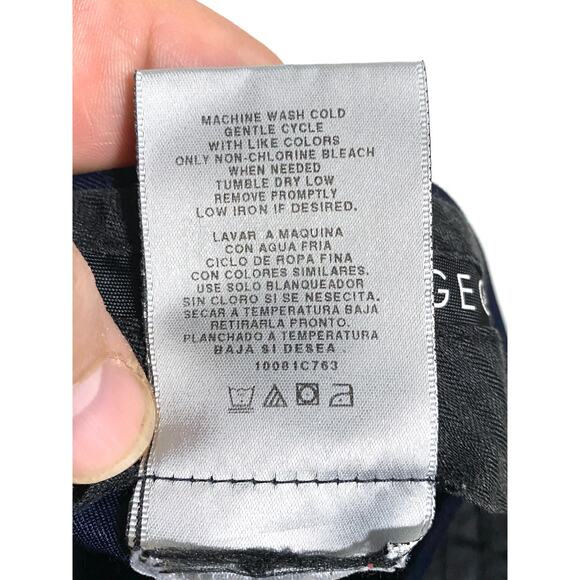 MACHINE WASH COLD
GENTLE CYCLE
WITH LIKE COLORS
ONLY NON-CHLORINE BLEACH
WHEN NEEDED
TUMBLE DRY LOW
REMOVE PROMPTLY
LOW IRON IF DESIRED.
LAVAR A MAQUINA
CON AGUA FRIA
CICLO DE ROPA FINA
CON COLORES SIMILARES.
USE SOLO BLANQUEADOR
SIN CLORO SI SE NESECITA.
SECAR A TEMPERATURA BAJA
RETIRARLA PRONTO.
PLANCHADO A TEMPERATURA
BAJA SI DESEA.
10081C763